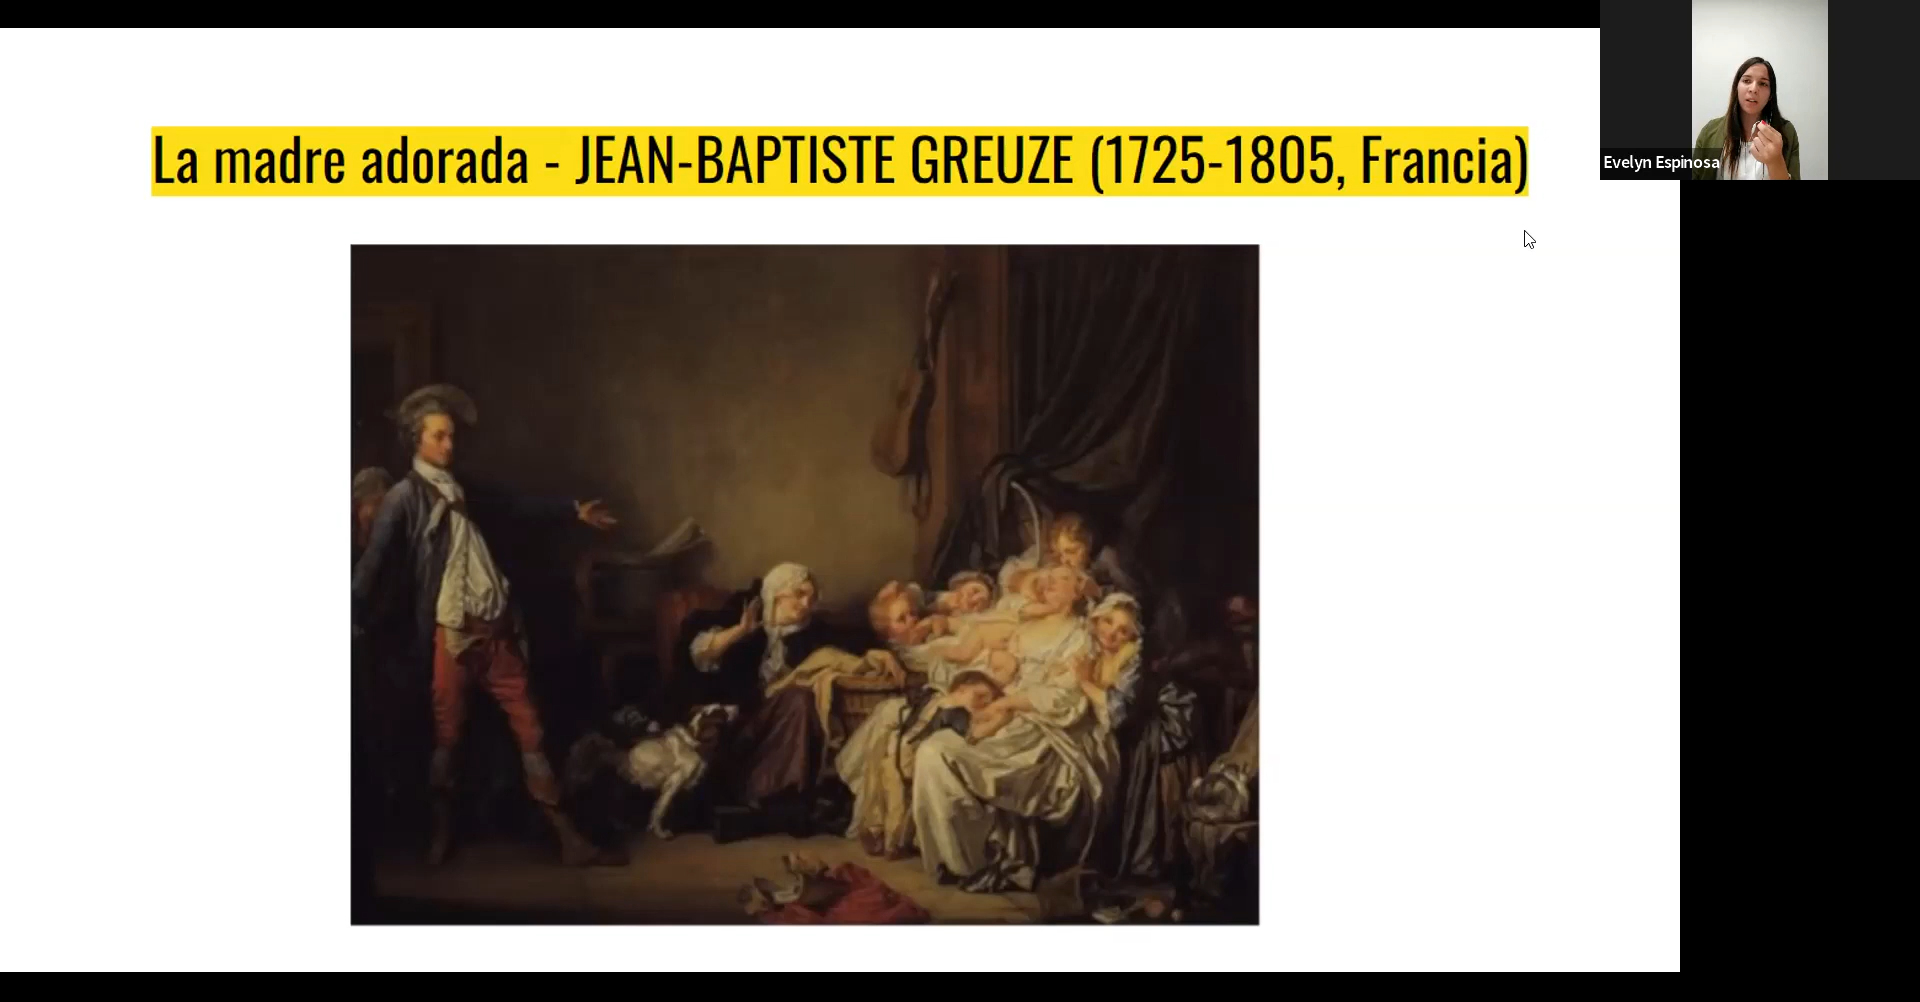 La madre adorada - JEAN-BAPTISTE GREUZE (1725-1805, Francia)
Evelyn Espinosa